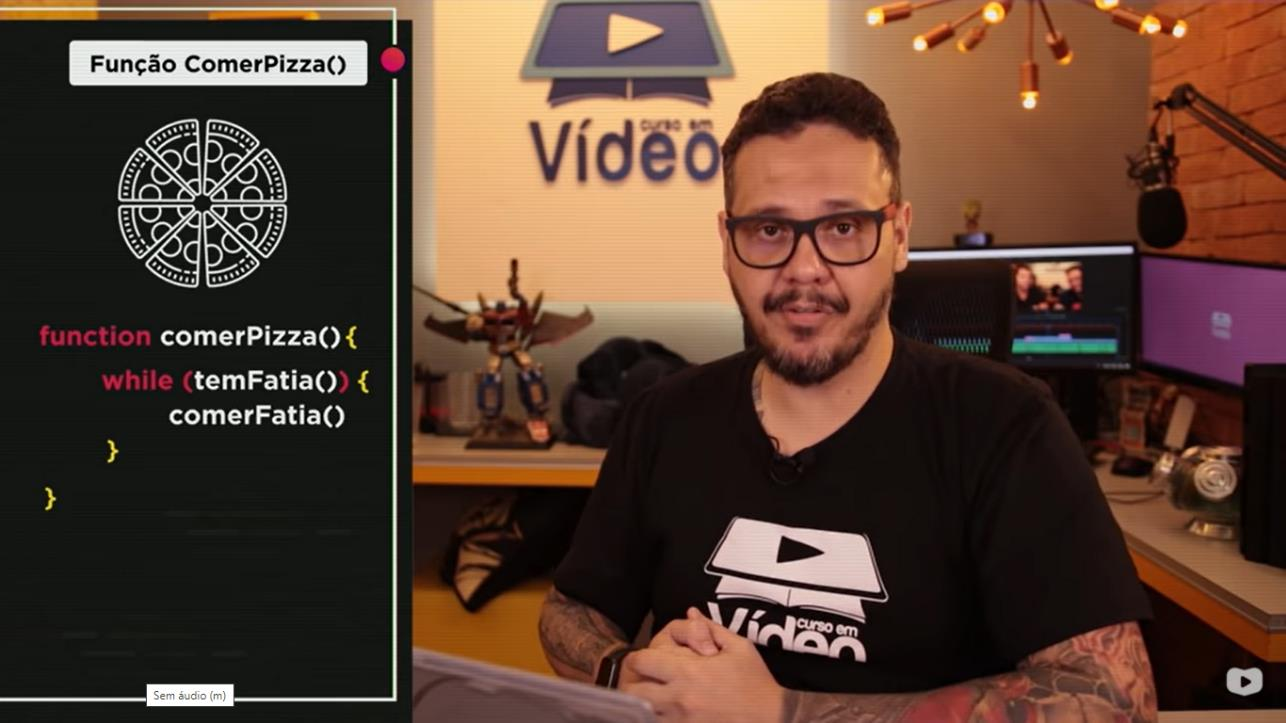 Função ComerPizza()
function comerPizza(){
while (temFatia()) {
comerFatia()
}
}
Sem áudio (m)
curso em
Vídeo
curso em
Vídeo